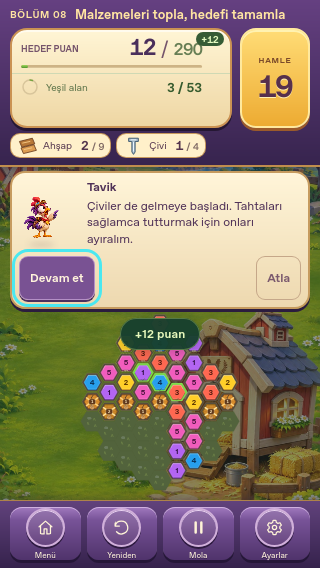 BÖLÜM 08 Malzemeleri topla, hedefi tamamla
HEDEF PUAN 12 / 290 +12
Yeşil alan 3 / 53
HAMLE
19
Ahşap 2 / 9 Çivi 1 / 4
Tavik
Çiviler de gelmeye başladı. Tahtaları
sağlamca tutturmak için onları
ayıralım.
Devam et Atla
+12 puan
Menü Yeniden Mola Ayarlar